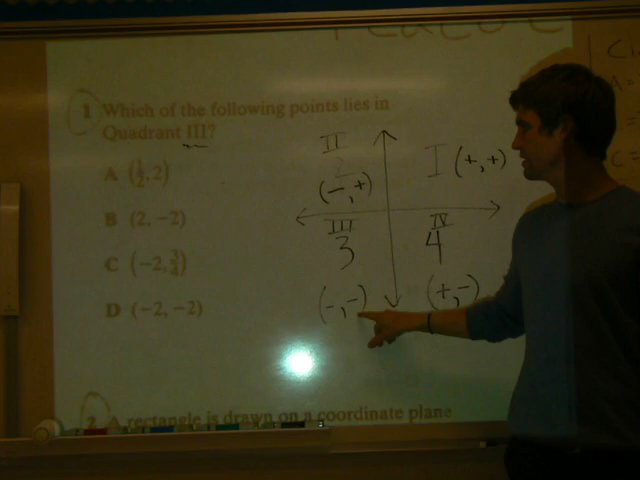 1 Which of the following points lies in
Quadrant III?
A (1/2, 2)
B (2, −2)
C (−2, 3/4)
D (−2, −2)
2 A rectangle is drawn on a coordinate plane
II
2
(−, +)
I (+, +)
III
3
(-, -)
IV
4
(+, -)